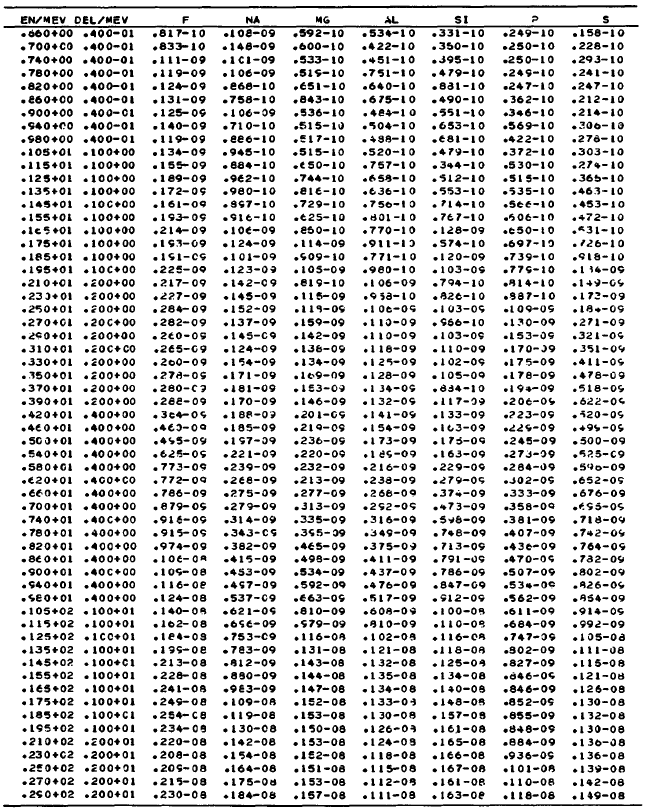 EN/MEV DEL/MEV F NA MG AL SI P S
.660+00 .400-01 .817-10 .108-09 .592-10 .534-10 .331-10 .249-10 .158-10
.700+00 .400-01 .833-10 .148-09 .600-10 .422-10 .350-10 .250-10 .228-10
.740+00 .400-01 .111-09 .101-09 .533-10 .451-10 .395-10 .250-10 .293-10
.780+00 .400-01 .119-09 .106-09 .519-10 .751-10 .479-10 .249-10 .241-10
.820+00 .400-01 .124-09 .868-10 .651-10 .640-10 .831-10 .247-10 .247-10
.860+00 .400-01 .131-09 .758-10 .843-10 .675-10 .490-10 .362-10 .212-10
.900+00 .400-01 .125-09 .106-09 .536-10 .484-10 .551-10 .346-10 .214-10
.940+00 .400-01 .140-09 .710-10 .515-10 .504-10 .653-10 .569-10 .306-10
.980+00 .400-01 .119-09 .886-10 .517-10 .488-10 .681-10 .422-10 .276-10
.105+01 .100+00 .134-09 .945-10 .515-10 .520-10 .479-10 .372-10 .303-10
.115+01 .100+00 .155-09 .884-10 .650-10 .757-10 .344-10 .530-10 .274-10
.125+01 .100+00 .189-09 .962-10 .744-10 .658-10 .512-10 .515-10 .366-10
.135+01 .100+00 .172-09 .980-10 .816-10 .636-10 .553-10 .535-10 .463-10
.145+01 .100+00 .161-09 .897-10 .729-10 .756-10 .714-10 .566-10 .453-10
.155+01 .100+00 .193-09 .916-10 .625-10 .801-10 .767-10 .506-10 .472-10
.165+01 .100+00 .214-09 .106-09 .850-10 .770-10 .128-09 .650-10 .531-10
.175+01 .100+00 .193-09 .124-09 .114-09 .911-10 .574-10 .697-10 .726-10
.185+01 .100+00 .191-09 .101-09 .909-10 .771-10 .120-09 .739-10 .918-10
.195+01 .100+00 .225-09 .123-09 .105-09 .980-10 .103-09 .779-10 .134-09
.210+01 .200+00 .217-09 .142-09 .819-10 .106-09 .794-10 .814-10 .149-09
.230+01 .200+00 .227-09 .145-09 .115-09 .958-10 .826-10 .887-10 .173-09
.250+01 .200+00 .284-09 .152-09 .119-09 .106-09 .103-09 .109-09 .184-09
.270+01 .200+00 .282-09 .137-09 .159-09 .110-09 .966-10 .130-09 .271-09
.290+01 .200+00 .260-09 .145-09 .142-09 .110-09 .103-09 .153-09 .321-09
.310+01 .200+00 .265-09 .124-09 .136-09 .118-09 .110-09 .170-09 .351-09
.330+01 .200+00 .260-09 .154-09 .134-09 .125-09 .102-09 .175-09 .411-09
.350+01 .200+00 .278-09 .171-09 .169-09 .128-09 .105-09 .178-09 .478-09
.370+01 .200+00 .280-09 .181-09 .153-09 .134-09 .834-10 .194-09 .518-09
.390+01 .200+00 .288-09 .170-09 .146-09 .132-09 .117-09 .206-09 .622-09
.420+01 .400+00 .364-09 .188-09 .201-09 .141-09 .133-09 .223-09 .520-09
.460+01 .400+00 .463-09 .185-09 .219-09 .154-09 .163-09 .229-09 .499-09
.500+01 .400+00 .495-09 .197-09 .236-09 .173-09 .175-09 .245-09 .500-09
.540+01 .400+00 .625-09 .221-09 .220-09 .189-09 .163-09 .273-09 .525-09
.580+01 .400+00 .773-09 .239-09 .232-09 .216-09 .229-09 .284-09 .596-09
.620+01 .400+00 .772-09 .268-09 .213-09 .238-09 .279-09 .302-09 .652-09
.660+01 .400+00 .786-09 .275-09 .277-09 .268-09 .374-09 .333-09 .676-09
.700+01 .400+00 .879-09 .279-09 .313-09 .292-09 .473-09 .358-09 .695-09
.740+01 .400+00 .916-09 .314-09 .335-09 .316-09 .598-09 .381-09 .718-09
.780+01 .400+00 .915-09 .343-09 .395-09 .349-09 .748-09 .407-09 .742-09
.820+01 .400+00 .974-09 .382-09 .465-09 .375-09 .713-09 .436-09 .764-09
.860+01 .400+00 .105-08 .415-09 .498-09 .411-09 .791-09 .470-09 .732-09
.900+01 .400+00 .109-08 .453-09 .534-09 .437-09 .786-09 .507-09 .802-09
.940+01 .400+00 .116-08 .497-09 .592-09 .476-09 .847-09 .534-09 .826-09
.980+01 .400+00 .124-08 .537-09 .663-09 .517-09 .912-09 .562-09 .854-09
.105+02 .100+01 .140-08 .621-09 .810-09 .608-09 .100-08 .611-09 .914-09
.115+02 .100+01 .162-08 .696-09 .979-09 .810-09 .110-08 .684-09 .992-09
.125+02 .100+01 .184-08 .753-09 .116-08 .102-08 .116-08 .747-09 .105-08
.135+02 .100+01 .199-08 .783-09 .131-08 .121-08 .118-08 .802-09 .111-08
.145+02 .100+01 .213-08 .812-09 .143-08 .132-08 .125-08 .827-09 .115-08
.155+02 .100+01 .228-08 .880-09 .144-08 .135-08 .134-08 .846-09 .121-08
.165+02 .100+01 .241-08 .983-09 .147-08 .134-08 .140-08 .846-09 .126-08
.175+02 .100+01 .249-08 .109-08 .152-08 .133-08 .148-08 .852-09 .130-08
.185+02 .100+01 .254-08 .119-08 .153-08 .130-08 .157-08 .855-09 .132-08
.195+02 .100+01 .234-08 .130-08 .150-08 .126-08 .161-08 .848-09 .130-08
.210+02 .200+01 .220-08 .142-08 .153-08 .124-08 .165-08 .884-09 .136-08
.230+02 .200+01 .208-08 .154-08 .152-08 .118-08 .166-08 .936-09 .136-08
.250+02 .200+01 .209-08 .164-08 .151-08 .115-08 .167-08 .101-08 .139-08
.270+02 .200+01 .215-08 .175-08 .153-08 .112-08 .161-08 .110-08 .142-08
.290+02 .200+01 .230-08 .184-08 .157-08 .111-08 .163-08 .118-08 .149-08